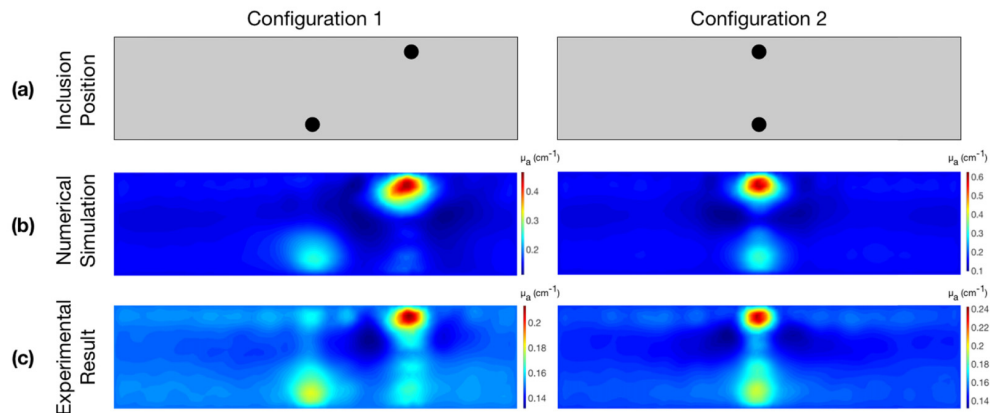 Configuration 1
Configuration 2
(a)
Inclusion
Position
(b)
Numerical
Simulation
μa (cm⁻¹)
0.4
0.3
0.2
μa (cm⁻¹)
0.6
0.5
0.4
0.3
0.2
0.1
(c)
Experimental
Result
μa (cm⁻¹)
0.2
0.18
0.16
0.14
μa (cm⁻¹)
0.24
0.22
0.2
0.18
0.16
0.14